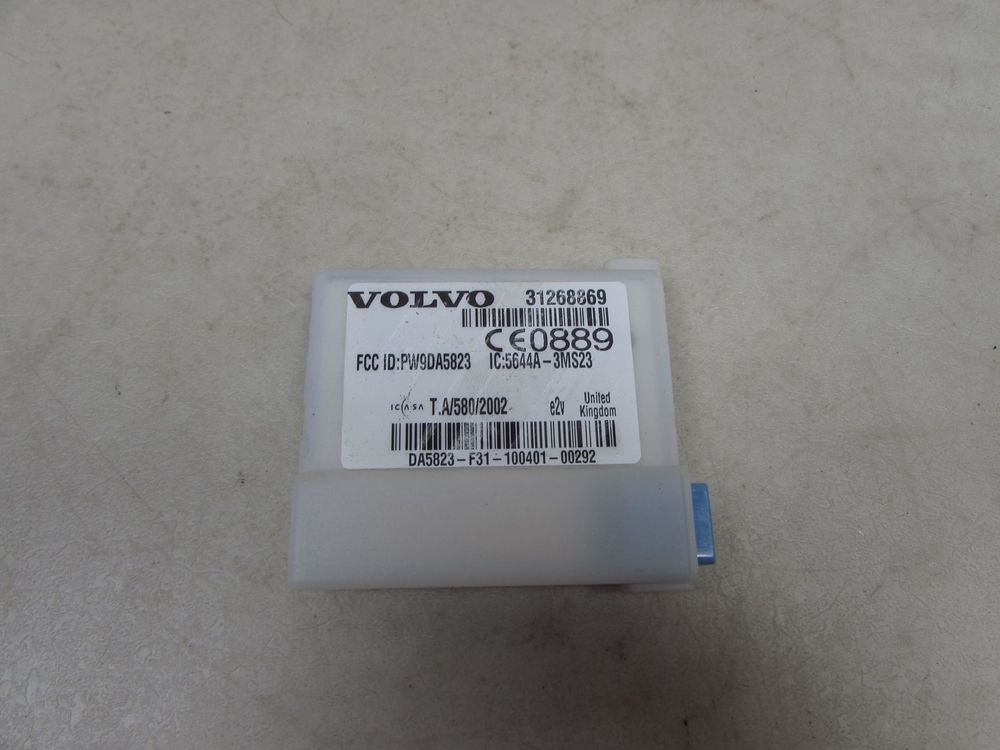 VOLVO 31268869
CE0889
FCC ID:PW9DA5823 IC:5644A-3MS23
ICASA T.A/580/2002 e2v United Kingdom
DA5823-F31-100401-00292